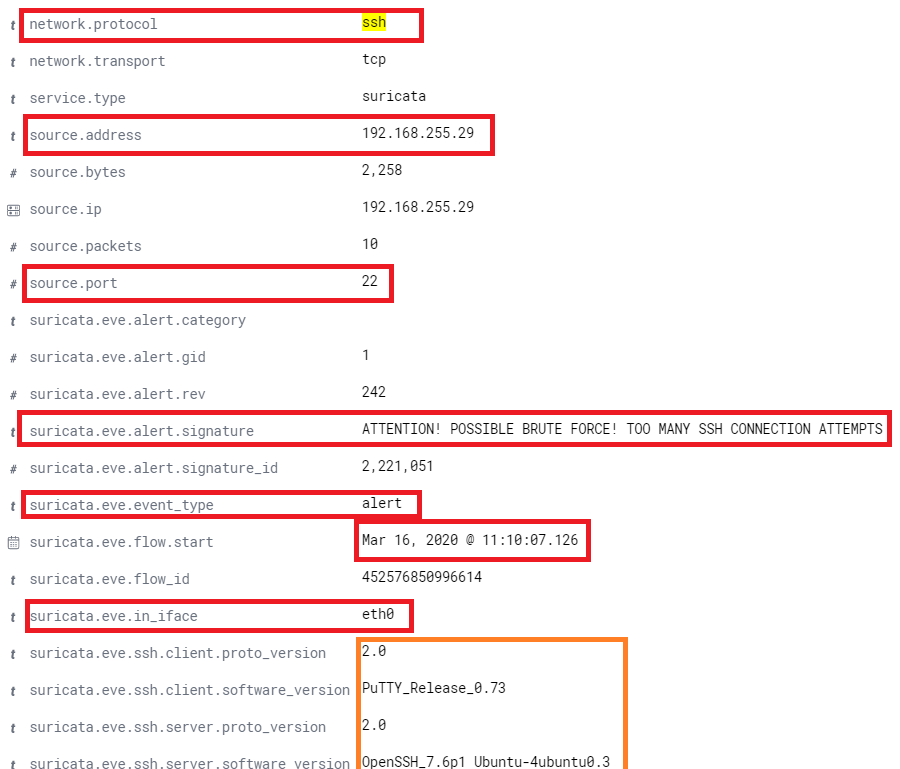 t network.protocol ssh
t network.transport tcp
t service.type suricata
t source.address 192.168.255.29
# source.bytes 2,258
source.ip 192.168.255.29
# source.packets 10
# source.port 22
t suricata.eve.alert.category
# suricata.eve.alert.gid 1
# suricata.eve.alert.rev 242
t suricata.eve.alert.signature ATTENTION! POSSIBLE BRUTE FORCE! TOO MANY SSH CONNECTION ATTEMPTS
# suricata.eve.alert.signature_id 2,221,051
t suricata.eve.event_type alert
suricata.eve.flow.start Mar 16, 2020 @ 11:10:07.126
t suricata.eve.flow_id 452576850996614
t suricata.eve.in_iface eth0
t suricata.eve.ssh.client.proto_version 2.0
t suricata.eve.ssh.client.software_version PuTTY_Release_0.73
t suricata.eve.ssh.server.proto_version 2.0
t suricata.eve.ssh.server.software_version OpenSSH_7.6p1 Ubuntu-4ubuntu0.3